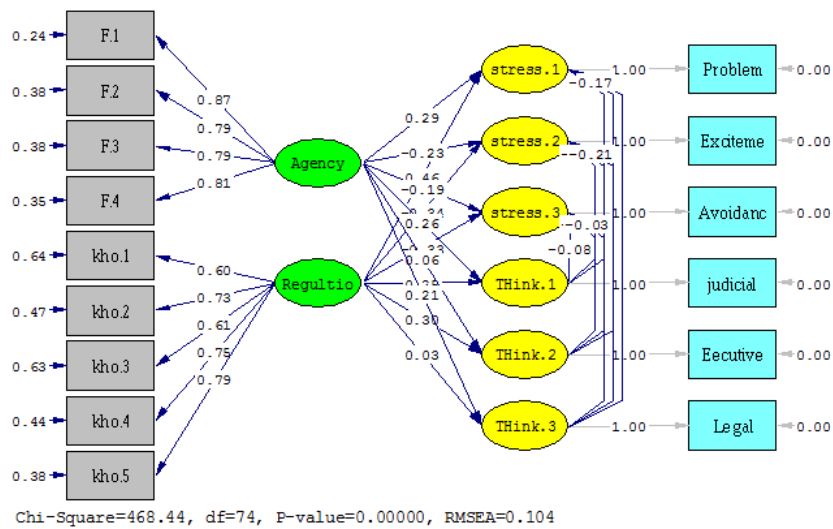 0.24 F.1
0.38 F.2
0.38 F.3
0.35 F.4
0.64 kho.1
0.47 kho.2
0.63 kho.3
0.44 kho.4
0.38 kho.5
0.87
0.79
0.79
0.81
0.60
0.73
0.61
0.75
0.79
Agency
Regultio
0.29
-0.23
0.46
-0.19
0.26
0.06
0.21
0.30
0.03
stress.1
stress.2
stress.3
THink.1
THink.2
THink.3
-0.17
-0.21
-0.03
-0.08
1.00 Problem 0.00
1.00 Exciteme 0.00
1.00 Avoidanc 0.00
1.00 judicial 0.00
1.00 Eecutive 0.00
1.00 Legal 0.00
Chi-Square=468.44, df=74, P-value=0.00000, RMSEA=0.104